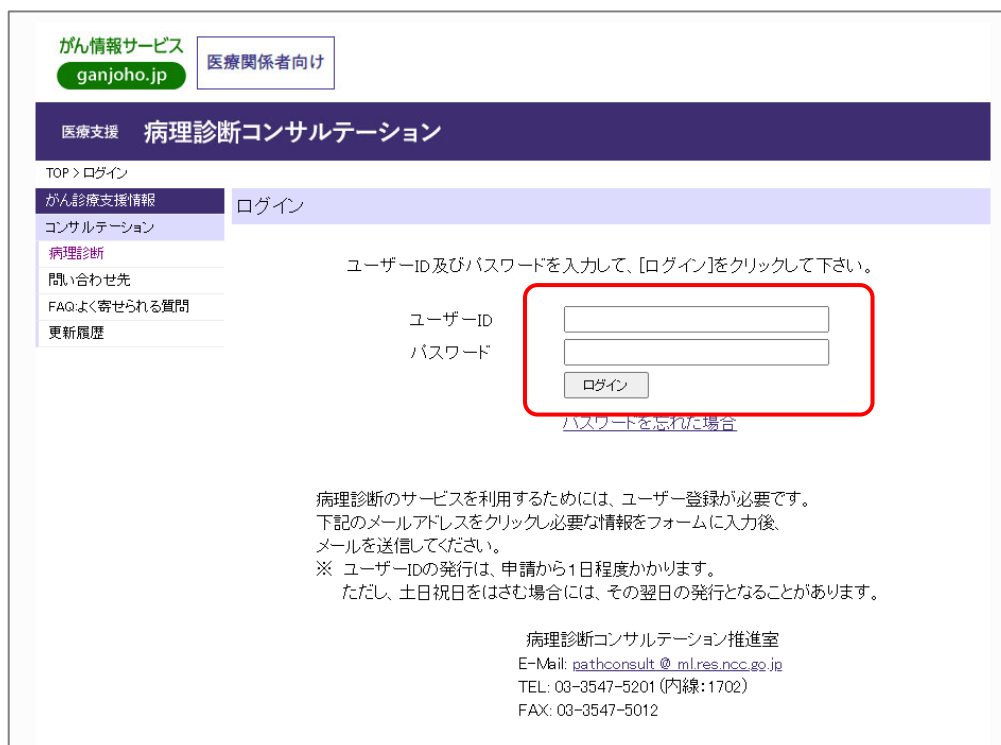 がん情報サービス
ganjoho.jp
医療関係者向け
医療支援 病理診断コンサルテーション
TOP > ログイン
がん診療支援情報
コンサルテーション
病理診断
問い合わせ先
FAQ:よく寄せられる質問
更新履歴
ログイン
ユーザーID及びパスワードを入力して、[ログイン]をクリックして下さい。
ユーザーID
パスワード
ログイン
パスワードを忘れた場合
病理診断のサービスを利用するためには、ユーザー登録が必要です。
下記のメールアドレスをクリックし必要な情報をフォームに入力後、
メールを送信してください。
※ ユーザーIDの発行は、申請から1日程度かかります。
ただし、土日祝日をはさむ場合には、その翌日の発行となることがあります。
病理診断コンサルテーション推進室
E-Mail: pathconsult @ ml.res.ncc.go.jp
TEL: 03-3547-5201 (内線:1702)
FAX: 03-3547-5012